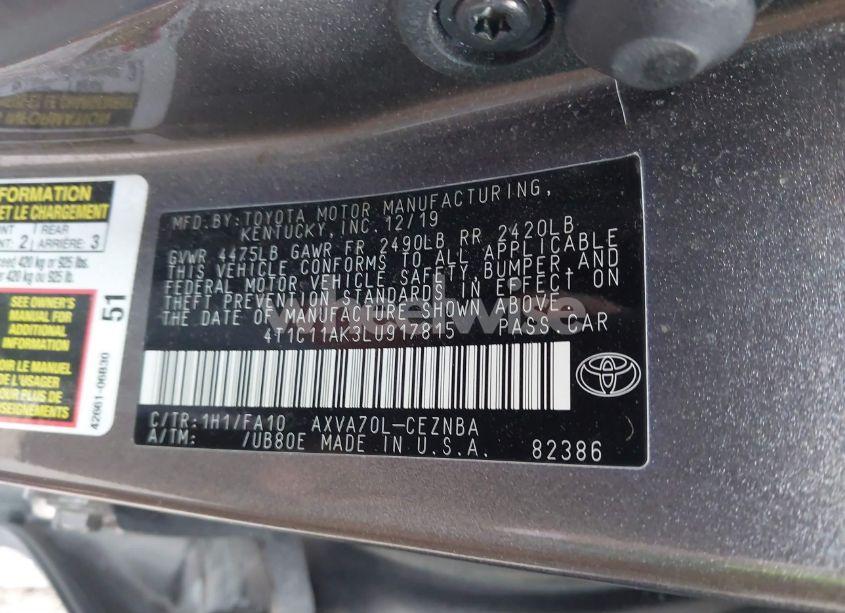 FORMATION
ET LE CHARGEMENT
2 REAR
ARRIÈRE: 3
420 kg or 925 lbs.
420 kg ou 925 lb.
SEE OWNER'S
MANUAL FOR
ADDITIONAL
INFORMATION
LE MANUEL
DE L'USAGER
POUR PLUS DE
51
42661-06B30
MFD.BY:TOYOTA MOTOR MANUFACTURING,
KENTUCKY, INC. 12/19
GVWR 4475LB GAWR FR 2490LB RR 2420LB
THIS VEHICLE CONFORMS TO ALL APPLICABLE
FEDERAL MOTOR VEHICLE SAFETY, BUMPER, AND
THEFT PREVENTION STANDARDS IN EFFECT ON
THE DATE OF MANUFACTURE SHOWN ABOVE
4T1C11AK3LU917815 PASS CAR
C/TR:1H1/FA10 AXVA70L-CEZNBA
A/TM: /UB80E MADE IN U.S.A.
82386